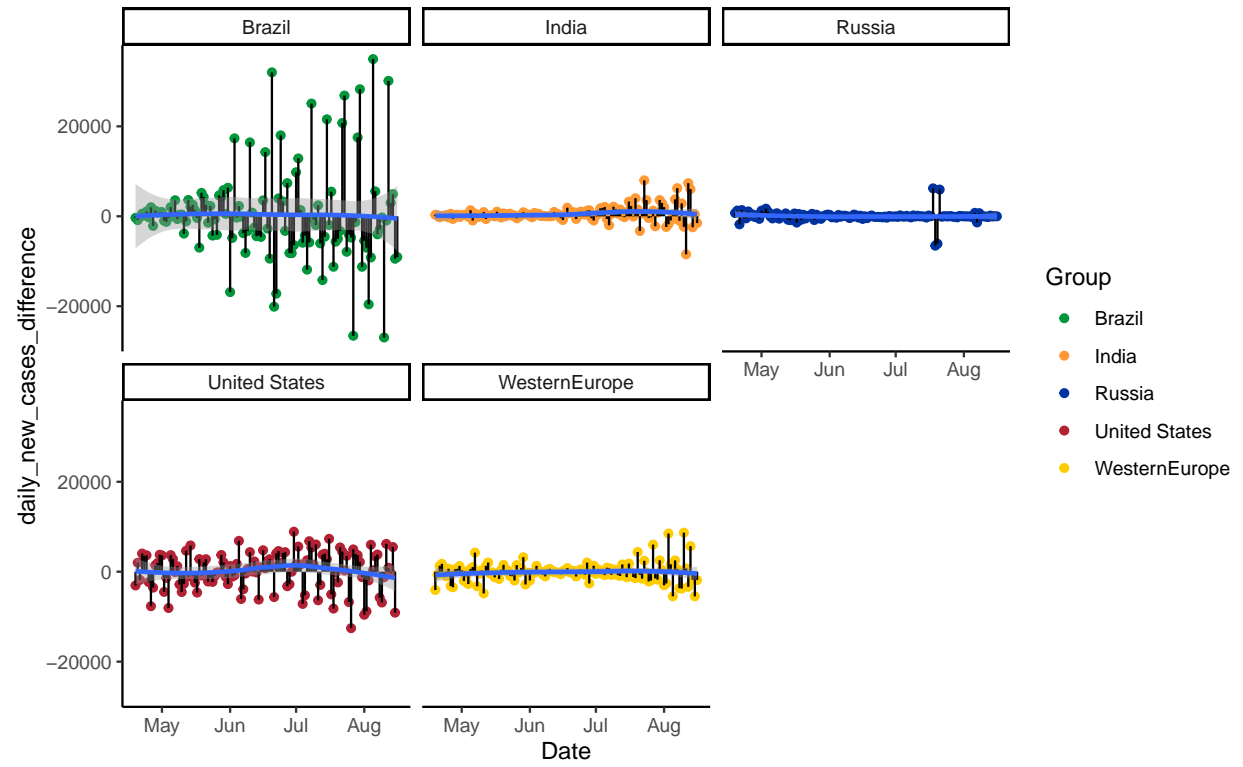 Brazil
India
Russia
20000
0
−20000
May Jun Jul Aug
United States
WesternEurope
20000
0
−20000
May Jun Jul Aug
May Jun Jul Aug
Date
daily_new_cases_difference
Group
Brazil
India
Russia
United States
WesternEurope